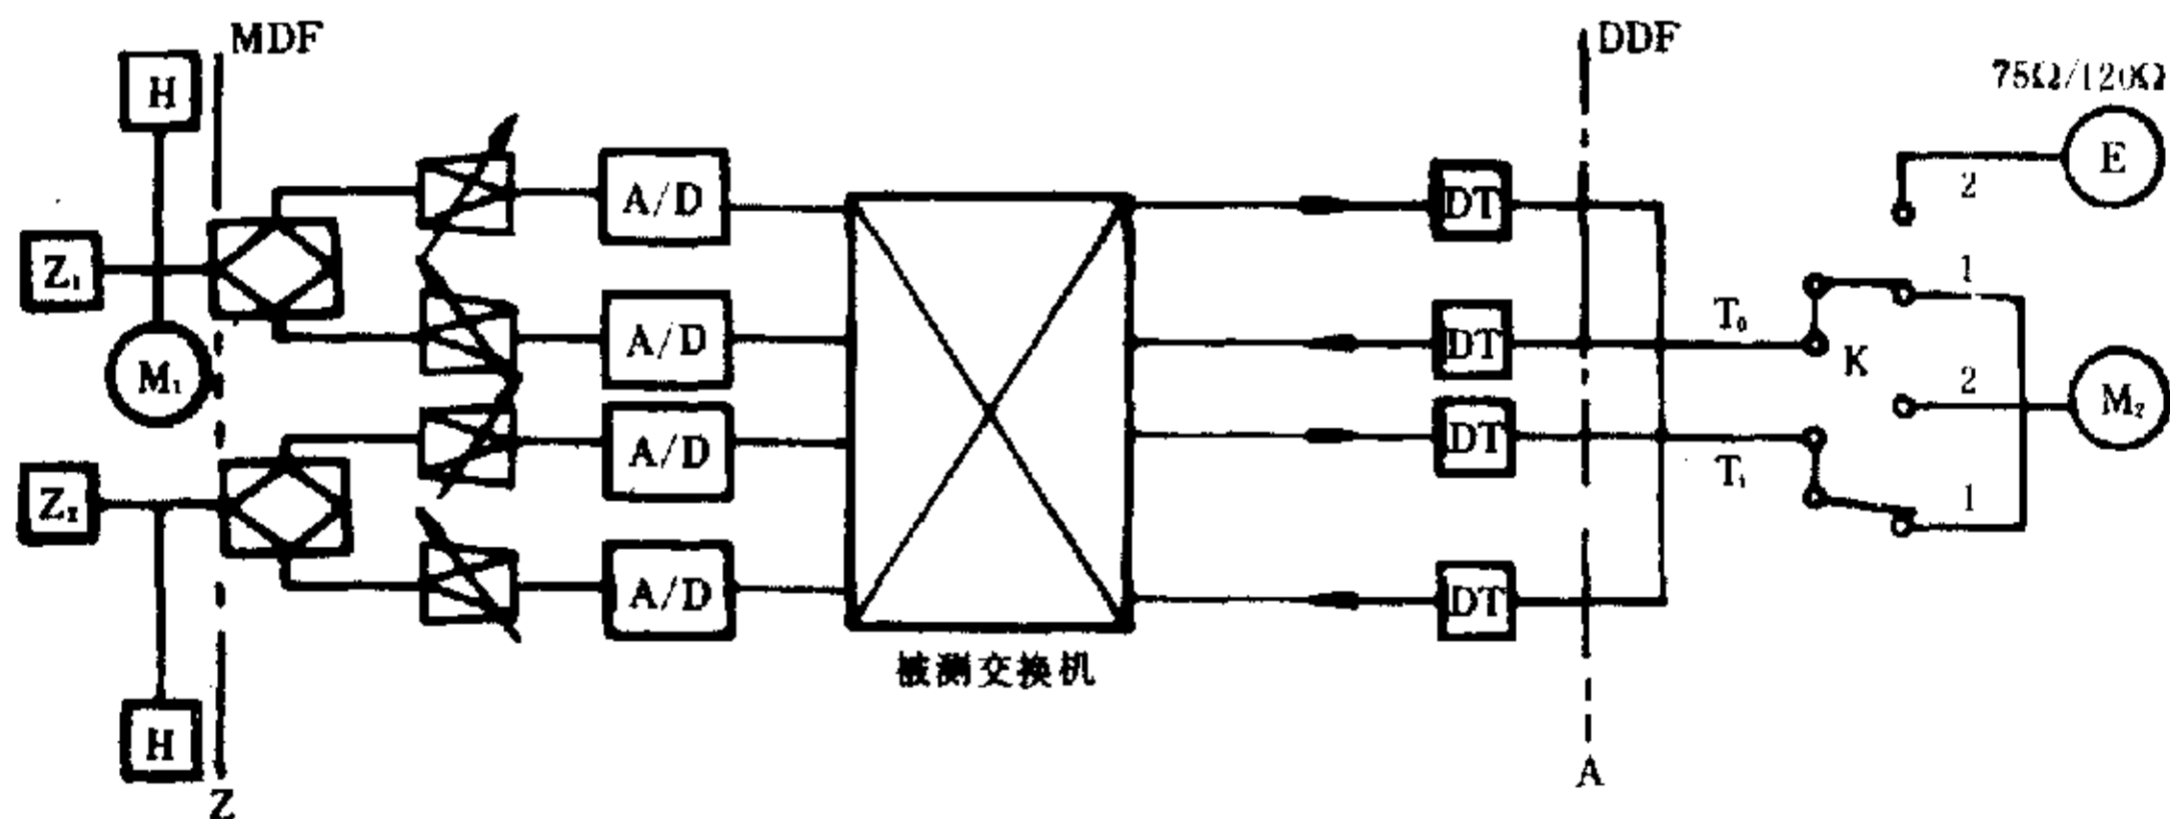 MDF
DDF
75Ω/120Ω
H
E
A/D
DT
2
Z₁
1
T₀
A/D
DT
K
M₁
2
M₂
A/D
DT
T₁
Z₂
1
A/D
DT
被测交换机
H
Z
A